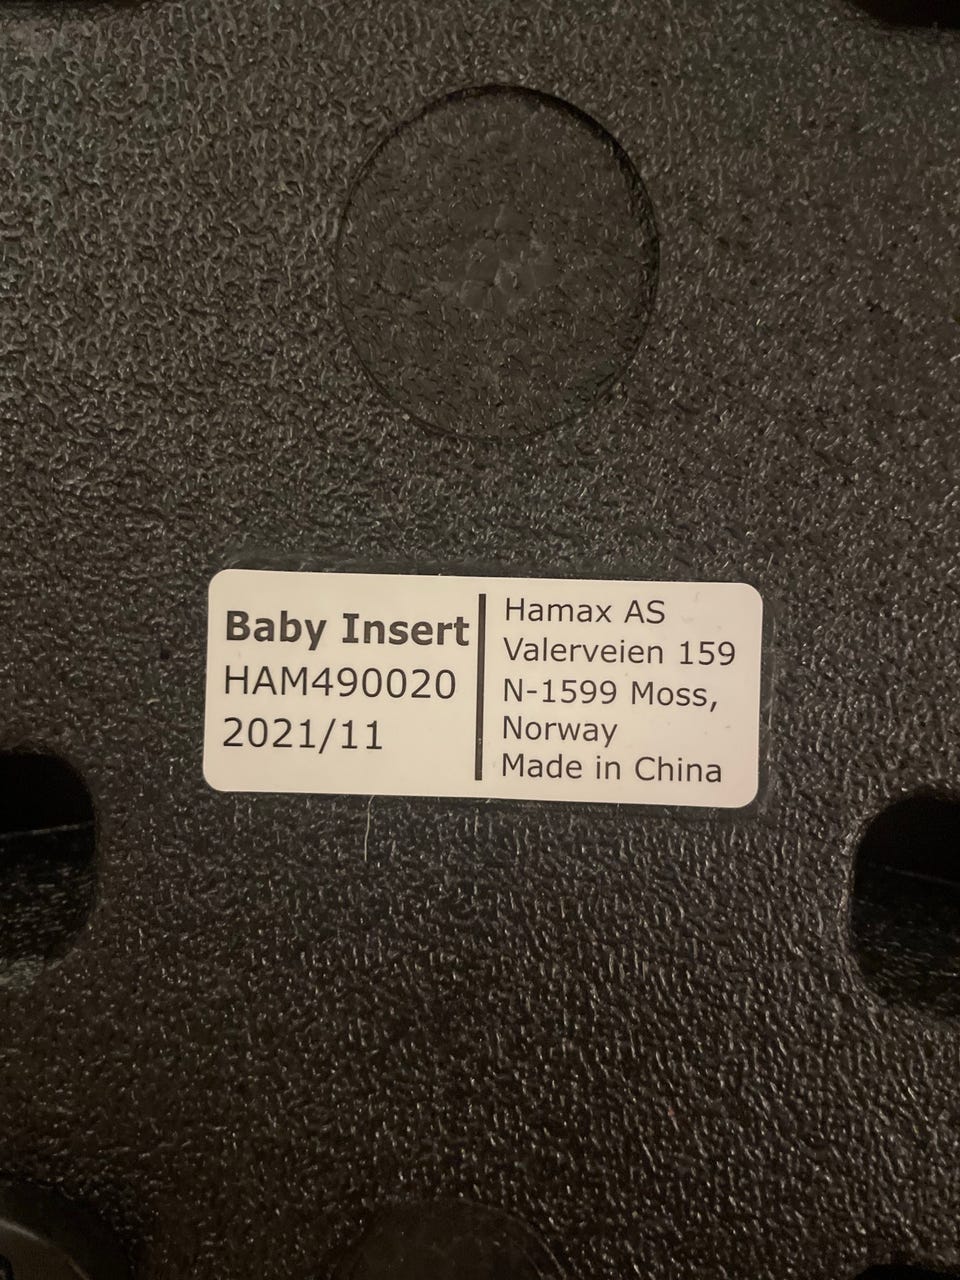 Baby Insert
HAM490020
2021/11
Hamax AS
Valerveien 159
N-1599 Moss,
Norway
Made in China